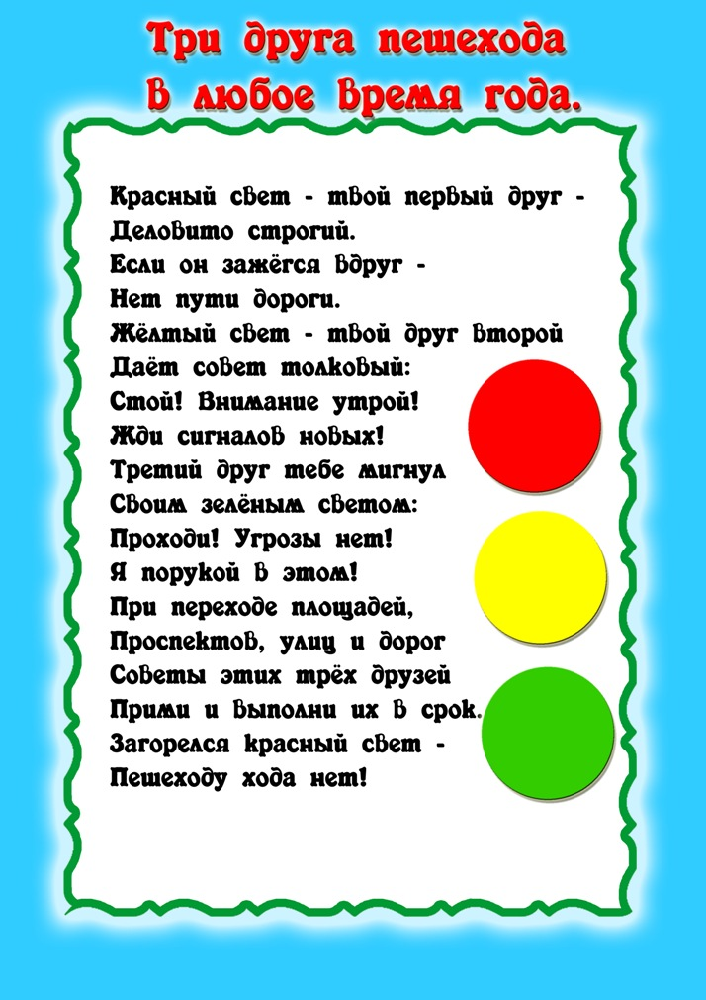 Три друга пешехода
в любое время года.
Красный свет - твой первый друг -
Деловито строгий.
Если он зажёгся вдруг -
Нет пути дороги.
Жёлтый свет - твой друг второй
Даёт совет толковый:
Стой! Внимание утрой!
Жди сигналов новых!
Третий друг тебе мигнул
Своим зелёным светом:
Проходи! Угрозы нет!
Я порукой в этом!
При переходе площадей,
Проспектов, улиц и дорог
Советы этих трёх друзей
Прими и выполни их в срок.
Загорелся красный свет -
Пешеходу хода нет!